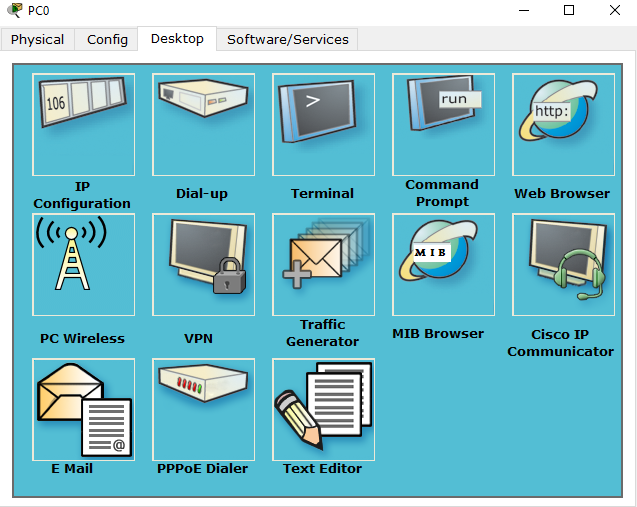 PC0
Physical Config Desktop Software/Services
106 > run http:
IP
Configuration
Dial-up
Terminal
Command
Prompt
Web Browser
MIB
PC Wireless
VPN
Traffic
Generator
MIB Browser
Cisco IP
Communicator
@
E Mail
PPPoE Dialer
Text Editor